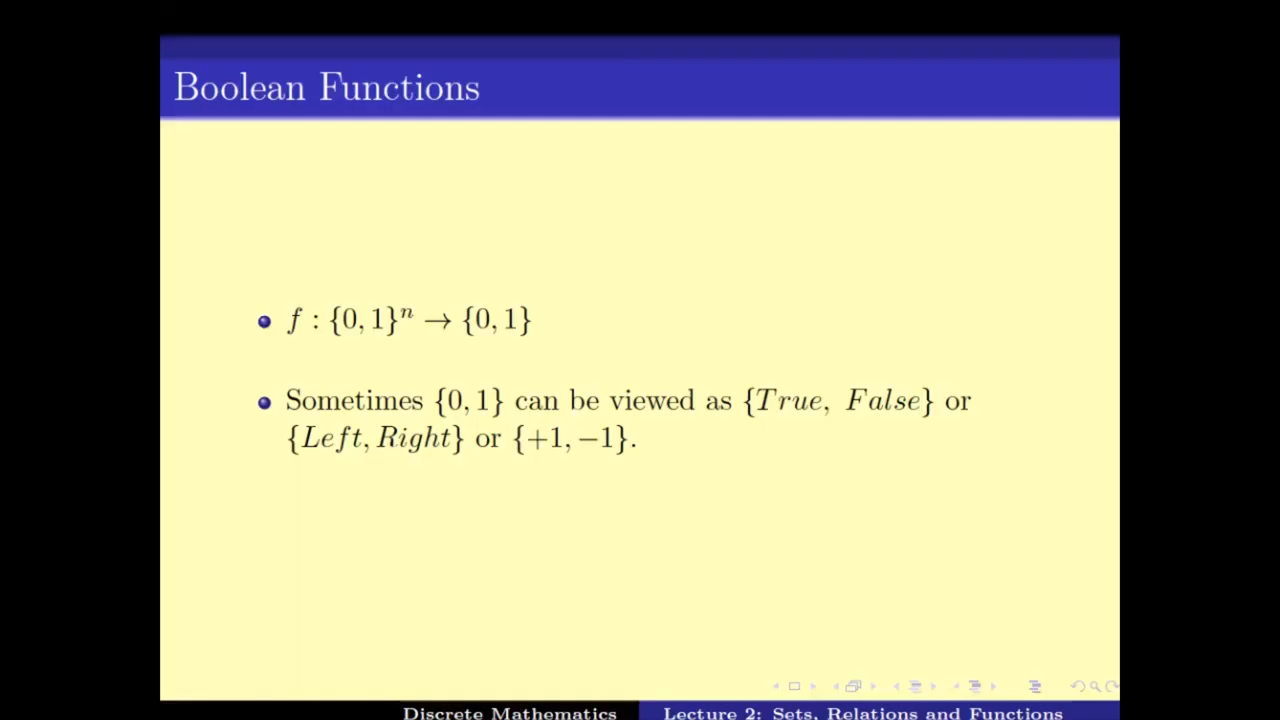 Boolean Functions
f : {0, 1}ⁿ → {0, 1}
Sometimes {0, 1} can be viewed as {True, False} or
{Left, Right} or {+1, −1}.
Discrete Mathematics Lecture 2: Sets, Relations and Functions